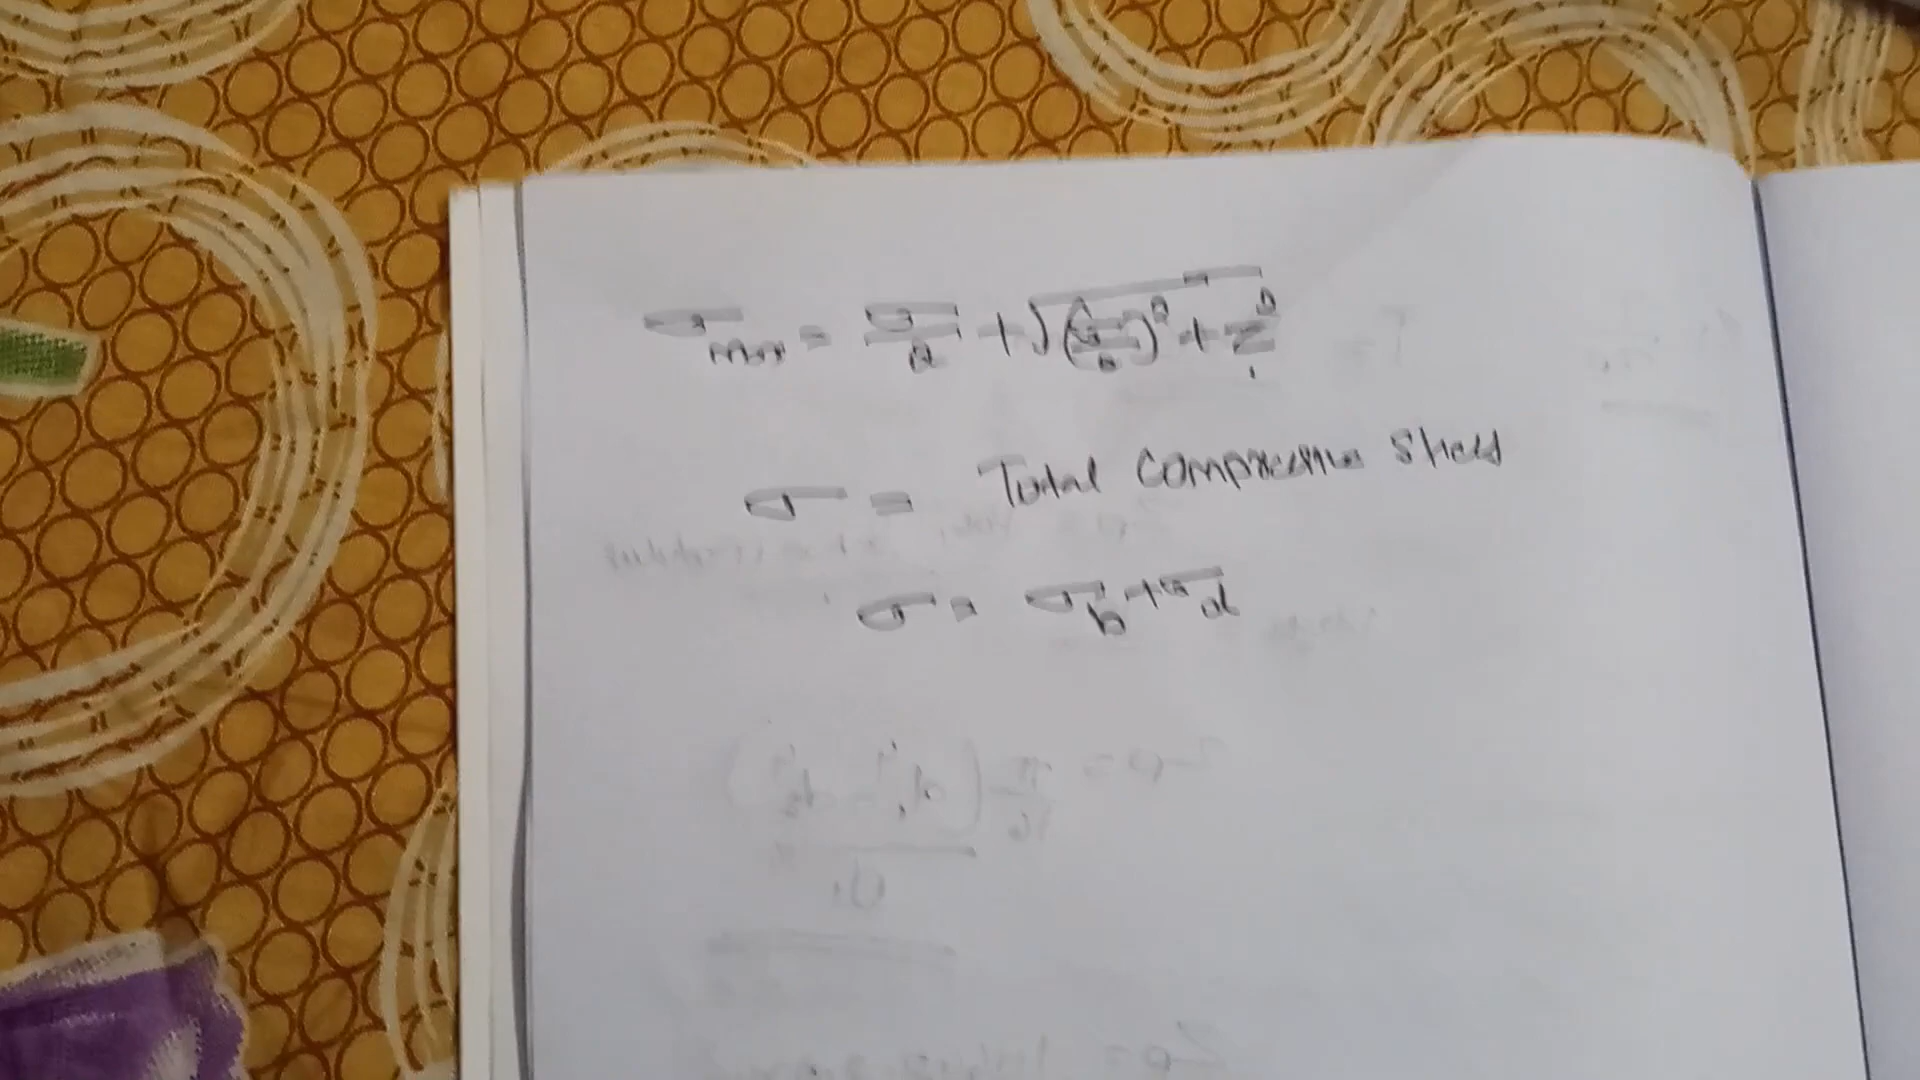 σmax = σ/2 + √((σ/2)² + τ²
σ = Total compressive stress
σ = σb + σd